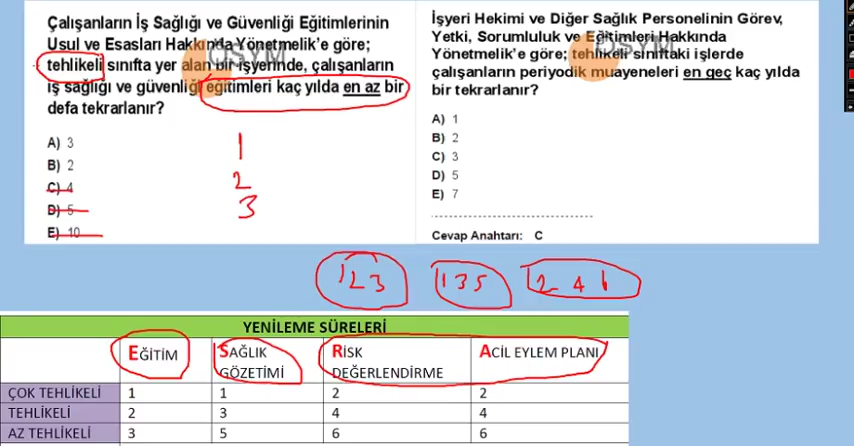 Çalışanların İş Sağlığı ve Güvenliği Eğitimlerinin
Usul ve Esasları Hakkında Yönetmelik'e göre;
tehlikeli sınıfta yer alan bir işyerinde, çalışanların
iş sağlığı ve güvenliği eğitimleri kaç yılda en az bir
defa tekrarlanır?
A) 3
B) 2
C) 4
D) 5
E) 10
1
2
3
ÖSYM
İşyeri Hekimi ve Diğer Sağlık Personelinin Görev,
Yetki, Sorumluluk ve Eğitimleri Hakkında
Yönetmelik'e göre; tehlikeli sınıftaki işlerde
çalışanların periyodik muayeneleri en geç kaç yılda
bir tekrarlanır?
A) 1
B) 2
C) 3
D) 5
E) 7
Cevap Anahtarı: C
ÖSYM
123 135 246
YENİLEME SÜRELERİ
EĞİTİM SAĞLIK GÖZETİMİ RİSK DEĞERLENDİRME ACİL EYLEM PLANI
ÇOK TEHLİKELİ 1 1 2 2
TEHLİKELİ 2 3 4 4
AZ TEHLİKELİ 3 5 6 6